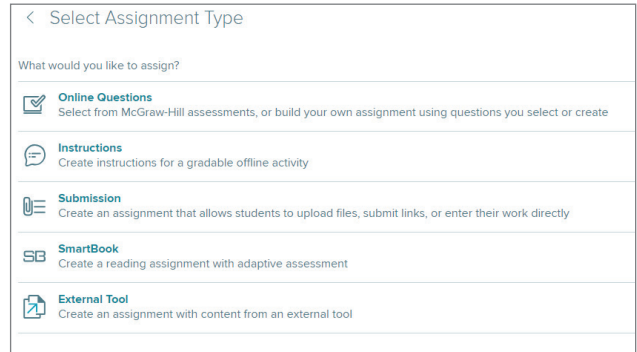 < Select Assignment Type
What would you like to assign?
Online Questions
Select from McGraw-Hill assessments, or build your own assignment using questions you select or create
Instructions
Create instructions for a gradable offline activity
Submission
Create an assignment that allows students to upload files, submit links, or enter their work directly
SB SmartBook
Create a reading assignment with adaptive assessment
External Tool
Create an assignment with content from an external tool